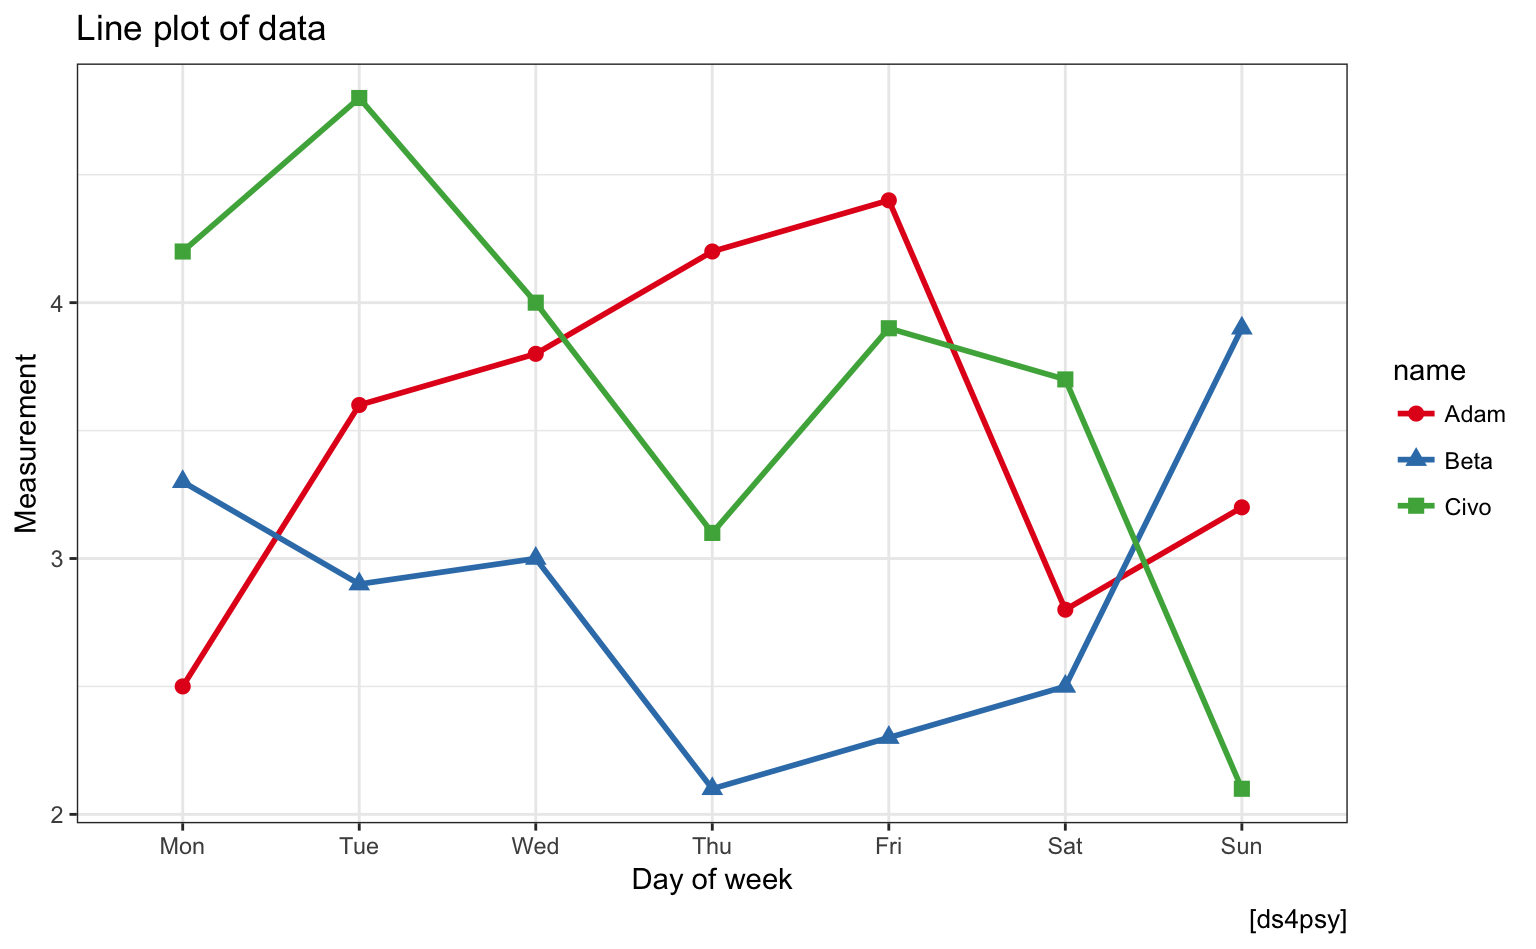 Line plot of data
Measurement
4
3
2
Mon Tue Wed Thu Fri Sat Sun
Day of week
name
Adam
Beta
Civo
[ds4psy]